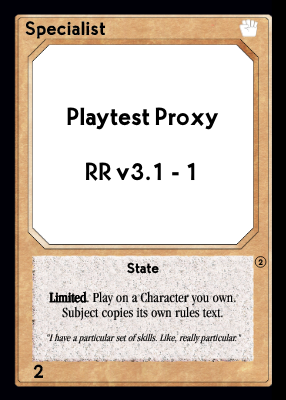 Specialist
Playtest Proxy
RR v3.1 - 1
2
State
Limited. Play on a Character you own.
Subject copies its own rules text.
"I have a particular set of skills. Like, really particular."
2